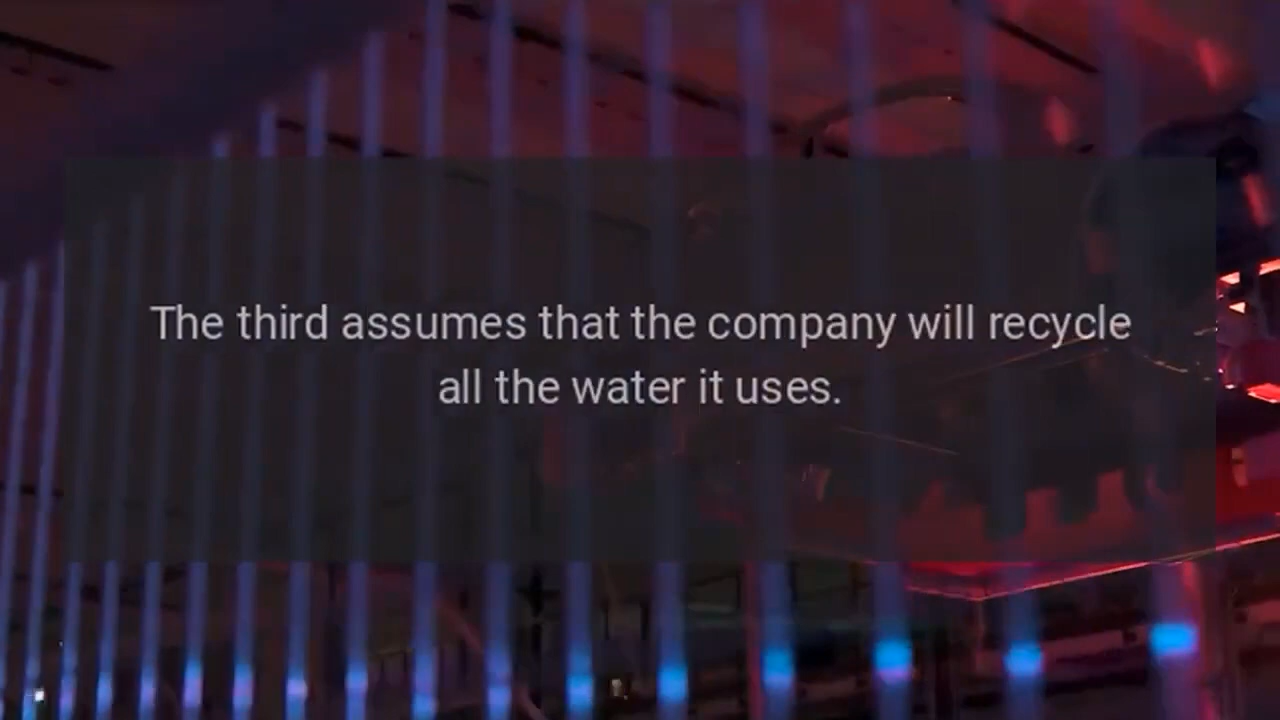 The third assumes that the company will recycle
all the water it uses.